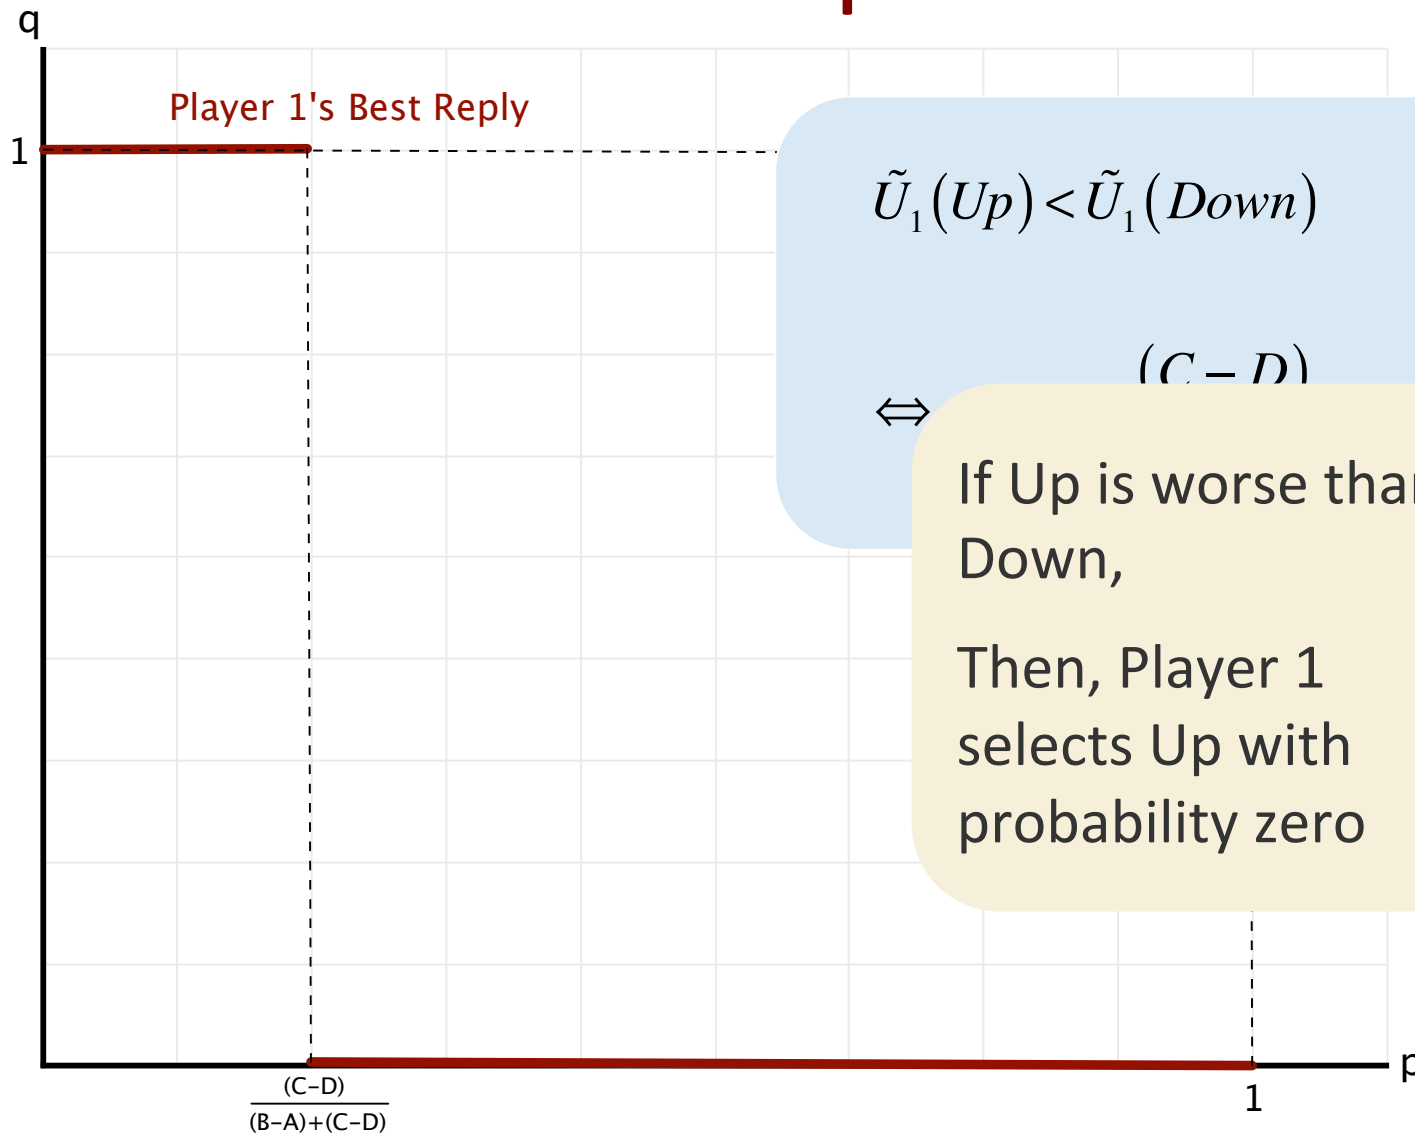 q
Player 1's Best Reply
1
Ũ₁(Up) < Ũ₁(Down)
(C – D)
⇔
If Up is worse
Down,
Then, Player 1
selects Up with
probability zero
p
(C–D)
(B–A)+(C–D)
1